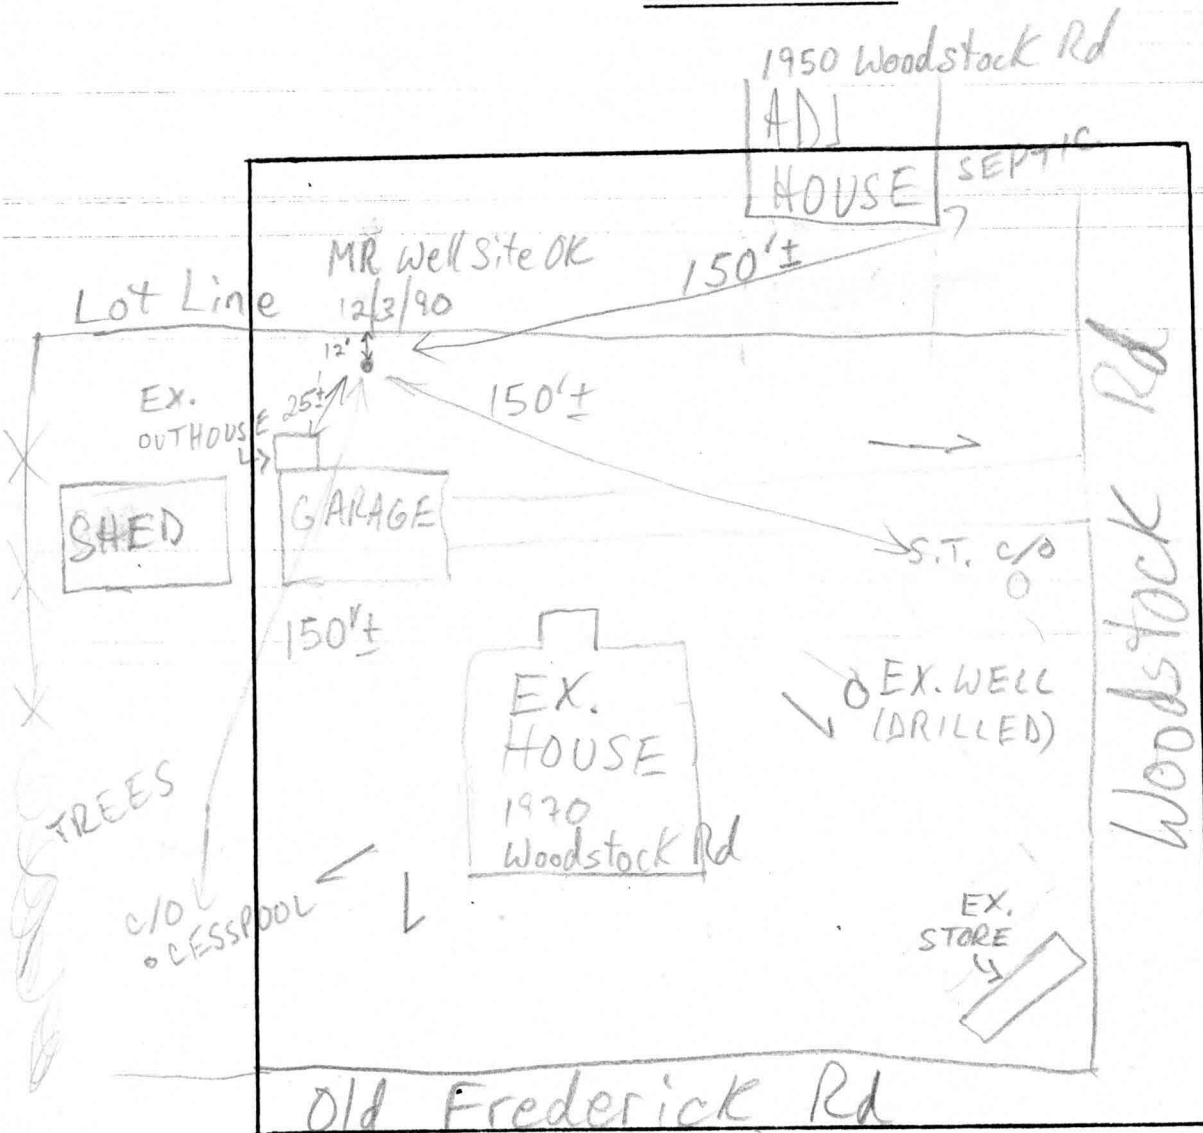 1950 Woodstock Rd
ADJ
HOUSE
SEPTIC
MR Well Site OK
12/3/90
Lot Line
150'±
12'
25'±
EX.
OUTHOUSE
150'±
SHED
GARAGE
S.T. c/o
150'±
EX.
HOUSE
1970
Woodstock Rd
EX. WELL
(DRILLED)
Woodstock Rd
TREES
c/o
CESSPOOL
EX.
STORE
Old Frederick Rd